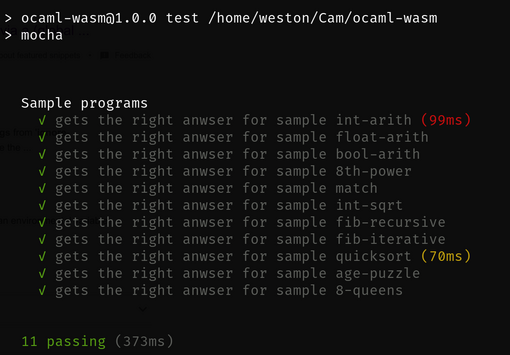 > ocaml-wasm@1.0.0 test /home/weston/Cam/ocaml-wasm
> mocha
Sample programs
√ gets the right anwser for sample int-arith (99ms)
√ gets the right anwser for sample float-arith
√ gets the right anwser for sample bool-arith
√ gets the right anwser for sample 8th-power
√ gets the right anwser for sample match
√ gets the right anwser for sample int-sqrt
√ gets the right anwser for sample fib-recursive
√ gets the right anwser for sample fib-iterative
√ gets the right anwser for sample quicksort (70ms)
√ gets the right anwser for sample age-puzzle
√ gets the right anwser for sample 8-queens
11 passing (373ms)